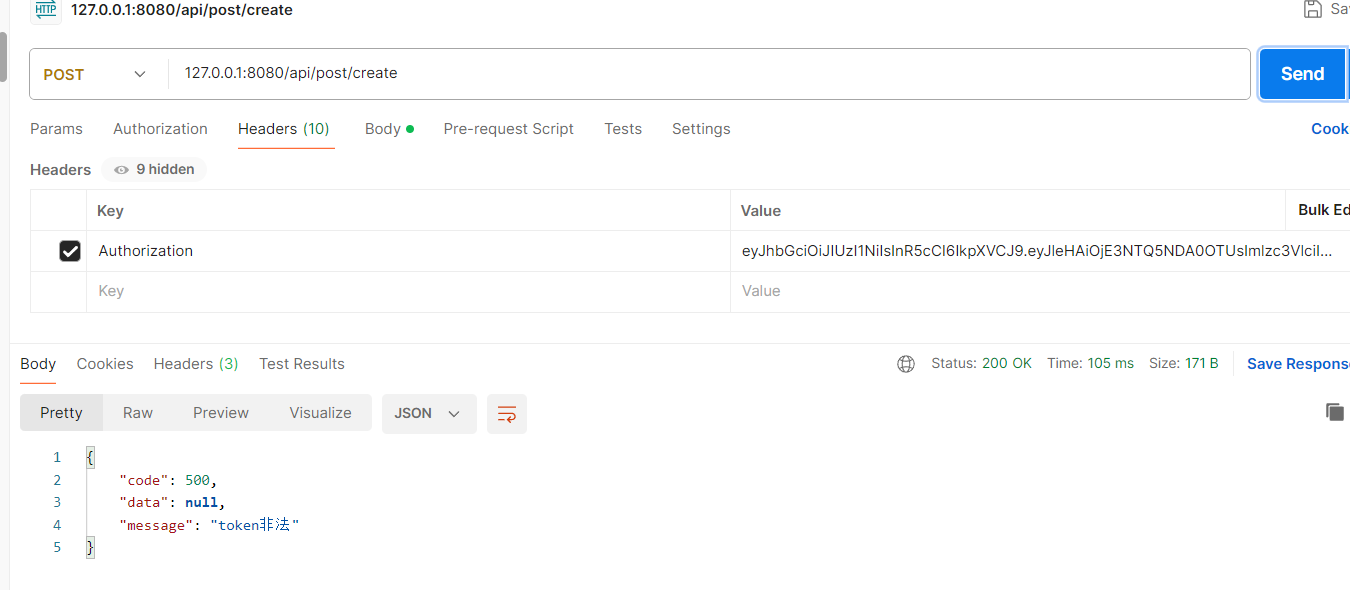 HTTP 127.0.0.1:8080/api/post/create
POST 127.0.0.1:8080/api/post/create Send
Params Authorization Headers (10) Body Pre-request Script Tests Settings
Headers 9 hidden
Key Value
Authorization eyJhbGciOiJIUzI1NiIsInR5cCI6IkpXVCJ9.eyJleHAiOjE3NTQ5NDA0OTUsImlzc3VlciI...
Key Value
Body Cookies Headers (3) Test Results Status: 200 OK Time: 105 ms Size: 171 B Save Respons
Pretty Raw Preview Visualize JSON
1 {
2 "code": 500,
3 "data": null,
4 "message": "token非法"
5 }